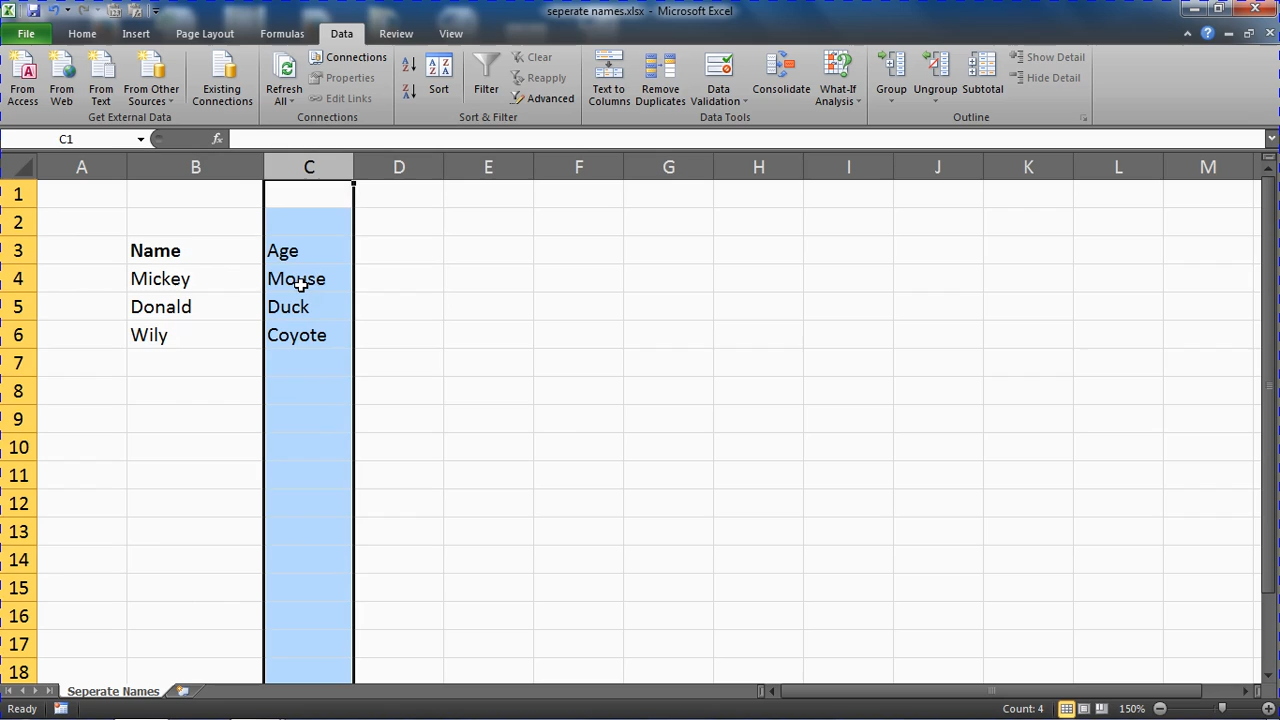 seperate names.xlsx - Microsoft Excel
File Home Insert Page Layout Formulas Data Review View
From Access
From Web
From Text
From Other Sources
Get External Data
Existing Connections
Refresh All
Connections
Properties
Edit Links
Connections
Sort
Filter
Clear
Reapply
Advanced
Sort & Filter
Text to Columns
Remove Duplicates
Data Validation
Consolidate
What-If Analysis
Data Tools
Group
Ungroup
Subtotal
Show Detail
Hide Detail
Outline
C1 fx
A B C D E F G H I J K L M
1
2
3 Name Age
4 Mickey Mouse
5 Donald Duck
6 Wily Coyote
7
8
9
10
11
12
13
14
15
16
17
18
Seperate Names
Ready Count: 4 150%